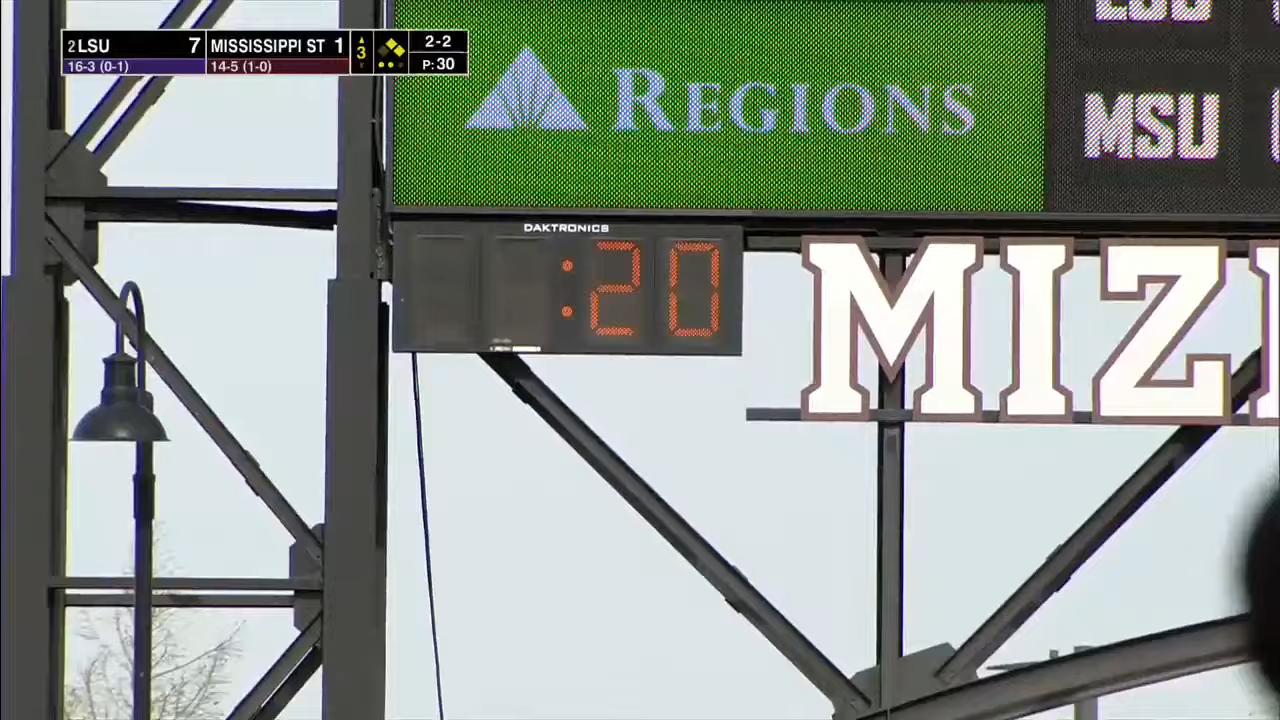 2 LSU 7 MISSISSIPPI ST 1 3 2-2
16-3 (0-1) 14-5 (1-0) P:30
REGIONS
MSU
DAKTRONICS
:20
MIZ